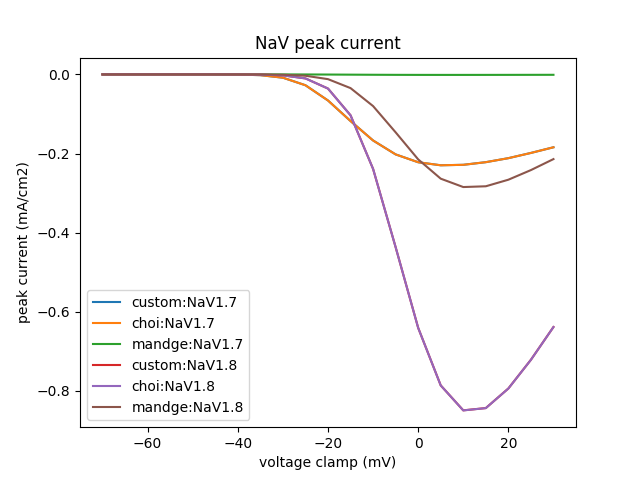 NaV peak current
0.0
−0.2
−0.4
−0.6
−0.8
peak current (mA/cm2)
custom:NaV1.7
choi:NaV1.7
mandge:NaV1.7
custom:NaV1.8
choi:NaV1.8
mandge:NaV1.8
−60 −40 −20 0 20
voltage clamp (mV)